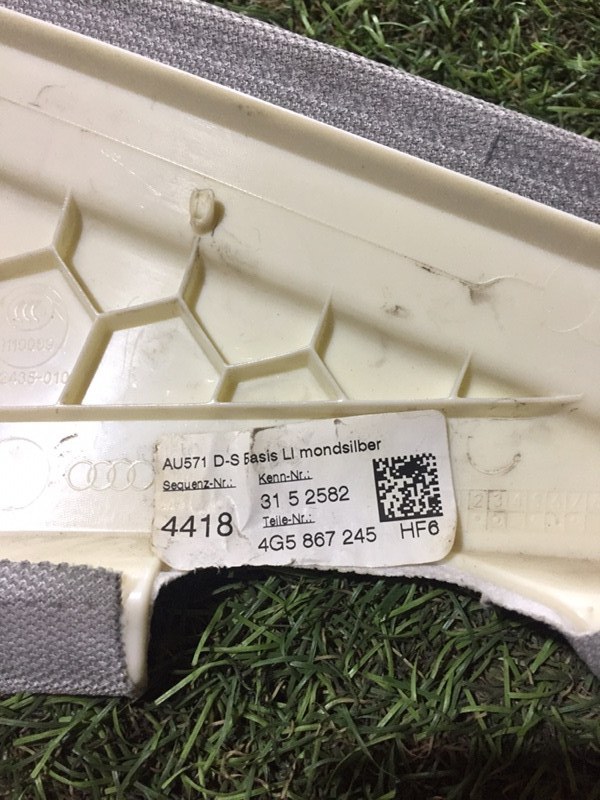 AU571 D-S Basis LI mondsilber
Sequenz-Nr.:
Kenn-Nr.:
31 5 2582
4418
Teile-Nr.:
4G5 867 245
HF6